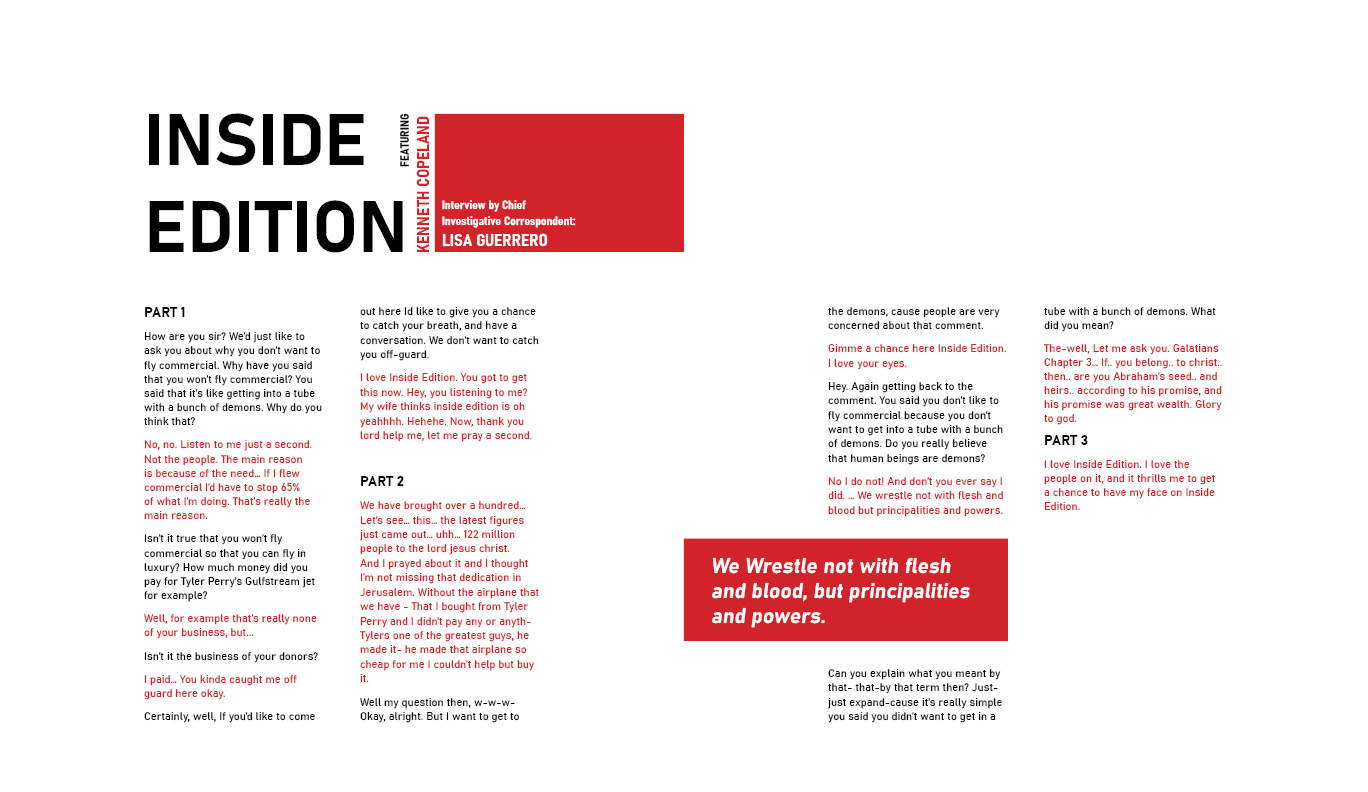 INSIDE
EDITION
FEATURING
KENNETH COPELAND
Interview by Chief
Investigative Correspondent:
LISA GUERRERO
PART 1
How are you sir? We'd just like to
ask you about why you don't want to
fly commercial. Why have you said
that you won't fly commercial? You
said that it's like getting into a tube
with a bunch of demons. Why do you
think that?
No, no. Listen to me just a second.
Not the people. The main reason
is because of the need... If I flew
commercial I'd have to stop 65%
of what I'm doing. That's really the
main reason.
Isn't it true that you won't fly
commercial so that you can fly in
luxury? How much money did you
pay for Tyler Perry's Gulfstream jet
for example?
Well, for example that's really none
of your business, but...
Isn't it the business of your donors?
I paid... You kinda caught me off
guard here okay.
Certainly, well, If you'd like to come
out here Id like to give you a chance
to catch your breath, and have a
conversation. We don't want to catch
you off-guard.
I love Inside Edition. You got to get
this now. Hey, you listening to me?
My wife thinks inside edition is oh
yeahhhh. Hehehe. Now, thank you
lord help me, let me pray a second.
PART 2
We have brought over a hundred...
Let's see... this... the latest figures
just came out... uhh... 122 million
people to the lord jesus christ.
And I prayed about it and I thought
I'm not missing that dedication in
Jerusalem. Without the airplane that
we have - That I bought from Tyler
Perry and I didn't pay any or anyth-
Tylers one of the greatest guys, he
made it- he made that airplane so
cheap for me I couldn't help but buy
it.
Well my question then, w-w-w-
Okay, alright. But I want to get to
the demons, cause people are very
concerned about that comment.
Gimme a chance here Inside Edition.
I love your eyes.
Hey. Again getting back to the
comment. You said you don't like to
fly commercial because you don't
want to get into a tube with a bunch
of demons. Do you really believe
that human beings are demons?
No I do not! And don't you ever say I
did. ... We wrestle not with flesh and
blood but principalities and powers.
We Wrestle not with flesh
and blood, but principalities
and powers.
Can you explain what you meant by
that- that-by that term then? Just-
just expand-cause it's really simple
you said you didn't want to get in a
tube with a bunch of demons. What
did you mean?
The-well, Let me ask you. Galatians
Chapter 3... If.. you belong.. to christ..
then.. are you Abraham's seed.. and
heirs.. according to his promise, and
his promise was great wealth. Glory
to god.
PART 3
I love Inside Edition. I love the
people on it, and it thrills me to get
a chance to have my face on Inside
Edition.